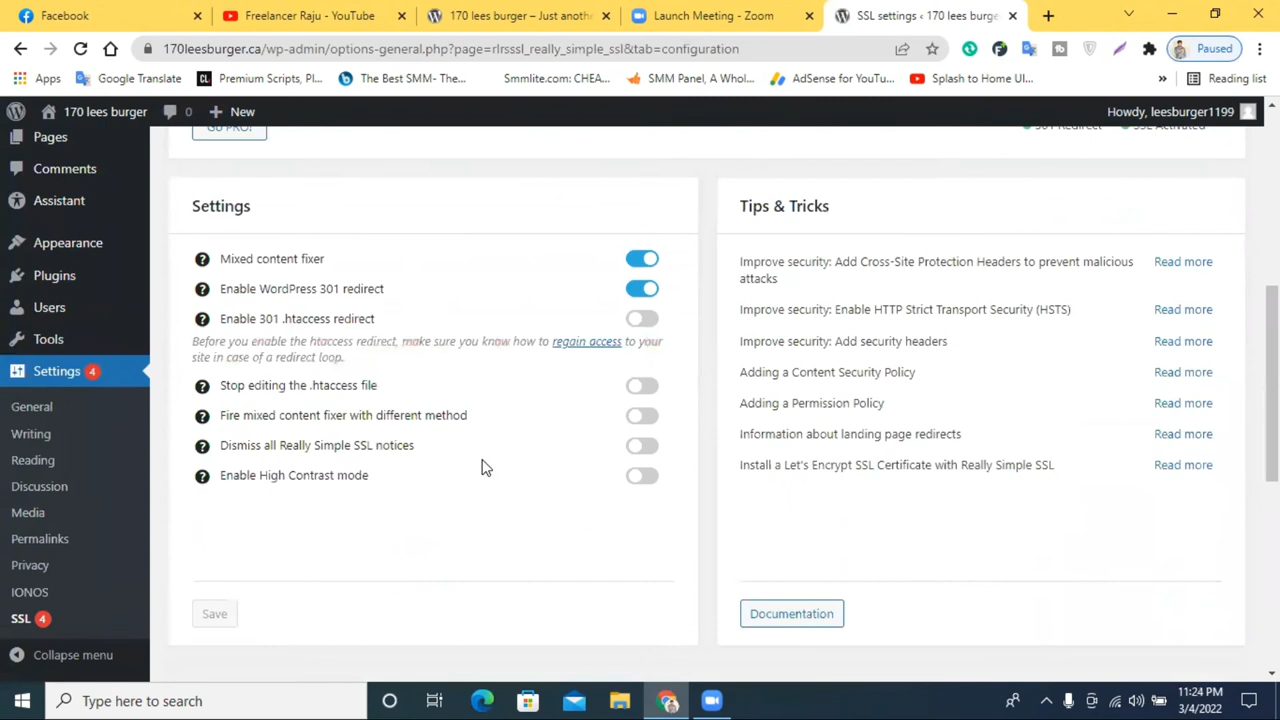 Facebook
Freelancer Raju - YouTube
170 lees burger – Just anoth
Launch Meeting - Zoom
SSL settings ‹ 170 lees burge
170leesburger.ca/wp-admin/options-general.php?page=rlrsssl_really_simple_ssl&tab=configuration
Paused
Apps
Google Translate
Premium Scripts, Pl...
The Best SMM- The...
Smmlite.com: CHEA...
SMM Panel, A Whol...
AdSense for YouTu...
Splash to Home UI...
»
Reading list
170 lees burger
0
New
Howdy, leesburger1199
Pages
Comments
Assistant
Appearance
Plugins
Users
Tools
Settings 4
General
Writing
Reading
Discussion
Media
Permalinks
Privacy
IONOS
SSL 4
Collapse menu
GO PRO!
301 Redirect
SSL Activated
Settings
Mixed content fixer
Enable WordPress 301 redirect
Enable 301 .htaccess redirect
Before you enable the htaccess redirect, make sure you know how to regain access to your
site in case of a redirect loop.
Stop editing the .htaccess file
Fire mixed content fixer with different method
Dismiss all Really Simple SSL notices
Enable High Contrast mode
Save
Tips & Tricks
Improve security: Add Cross-Site Protection Headers to prevent malicious Read more
attacks
Improve security: Enable HTTP Strict Transport Security (HSTS) Read more
Improve security: Add security headers Read more
Adding a Content Security Policy Read more
Adding a Permission Policy Read more
Information about landing page redirects Read more
Install a Let's Encrypt SSL Certificate with Really Simple SSL Read more
Documentation
Type here to search
11:24 PM
3/4/2022